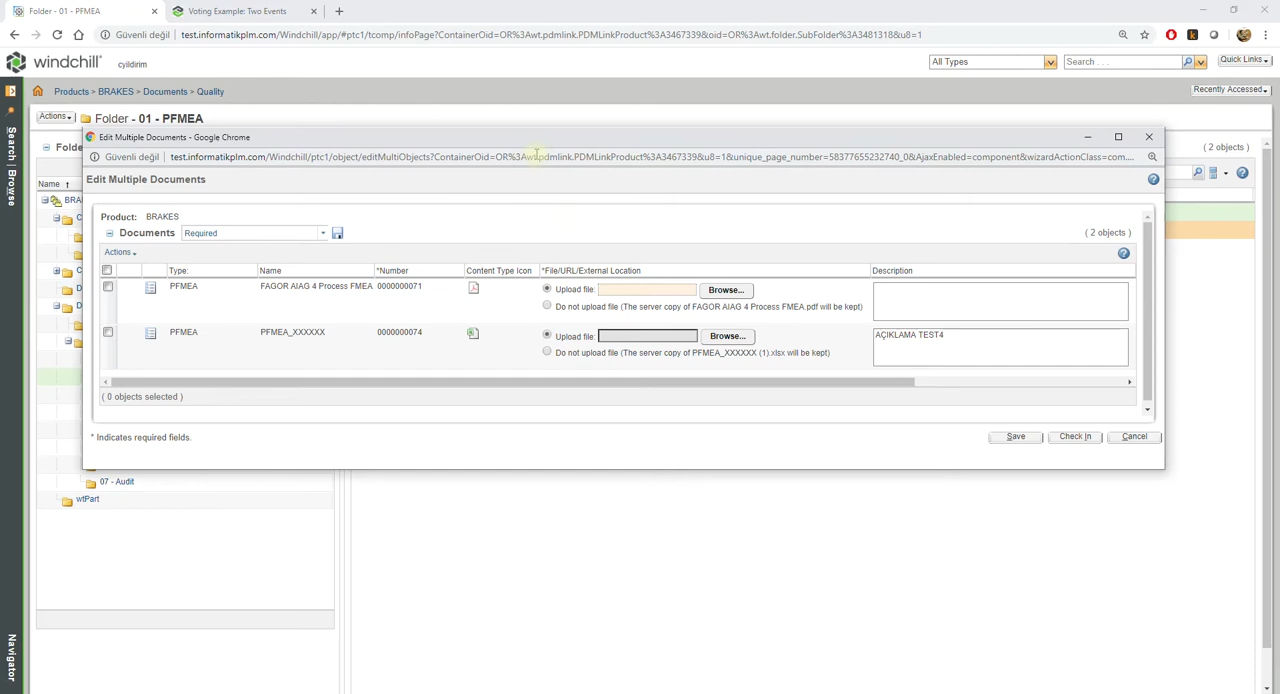 Folder - 01 - PFMEA
Voting Example: Two Events
Güvenli değil
test.informatikplm.com/Windchill/app/#ptc1/tcomp/infoPage?ContainerOid=OR%3Awt.pdmlink.PDMLinkProduct%3A3467339&oid=OR%3Awt.folder.SubFolder%3A3481318&u8=1
windchill
cyildirim
All Types
Search . . .
Quick Links
Products > BRAKES > Documents > Quality
Recently Accessed
Actions
Folder - 01 - PFMEA
Edit Multiple Documents - Google Chrome
Güvenli değil
test.informatikplm.com/Windchill/ptc1/object/editMultiObjects?ContainerOid=OR%3Awt.pdmlink.PDMLinkProduct%3A3467339&u8=1&unique_page_number=58377655232740_0&AjaxEnabled=component&wizardActionClass=com....
Folde
( 2 objects )
Edit Multiple Documents
Search
Browse
Name
BRA
Product: BRAKES
Documents
Required
( 2 objects )
Actions
Type:
Name
*Number
Content Type Icon
*File/URL/External Location
Description
PFMEA
FAGOR AIAG 4 Process FMEA
0000000071
Upload file:
Browse...
Do not upload file (The server copy of FAGOR AIAG 4 Process FMEA.pdf will be kept)
PFMEA
PFMEA_XXXXXX
0000000074
Upload file:
Browse...
AÇIKLAMA TEST4
Do not upload file (The server copy of PFMEA_XXXXXX (1).xlsx will be kept)
( 0 objects selected )
* Indicates required fields.
Save
Check In
Cancel
07 - Audit
wtPart
Navigator